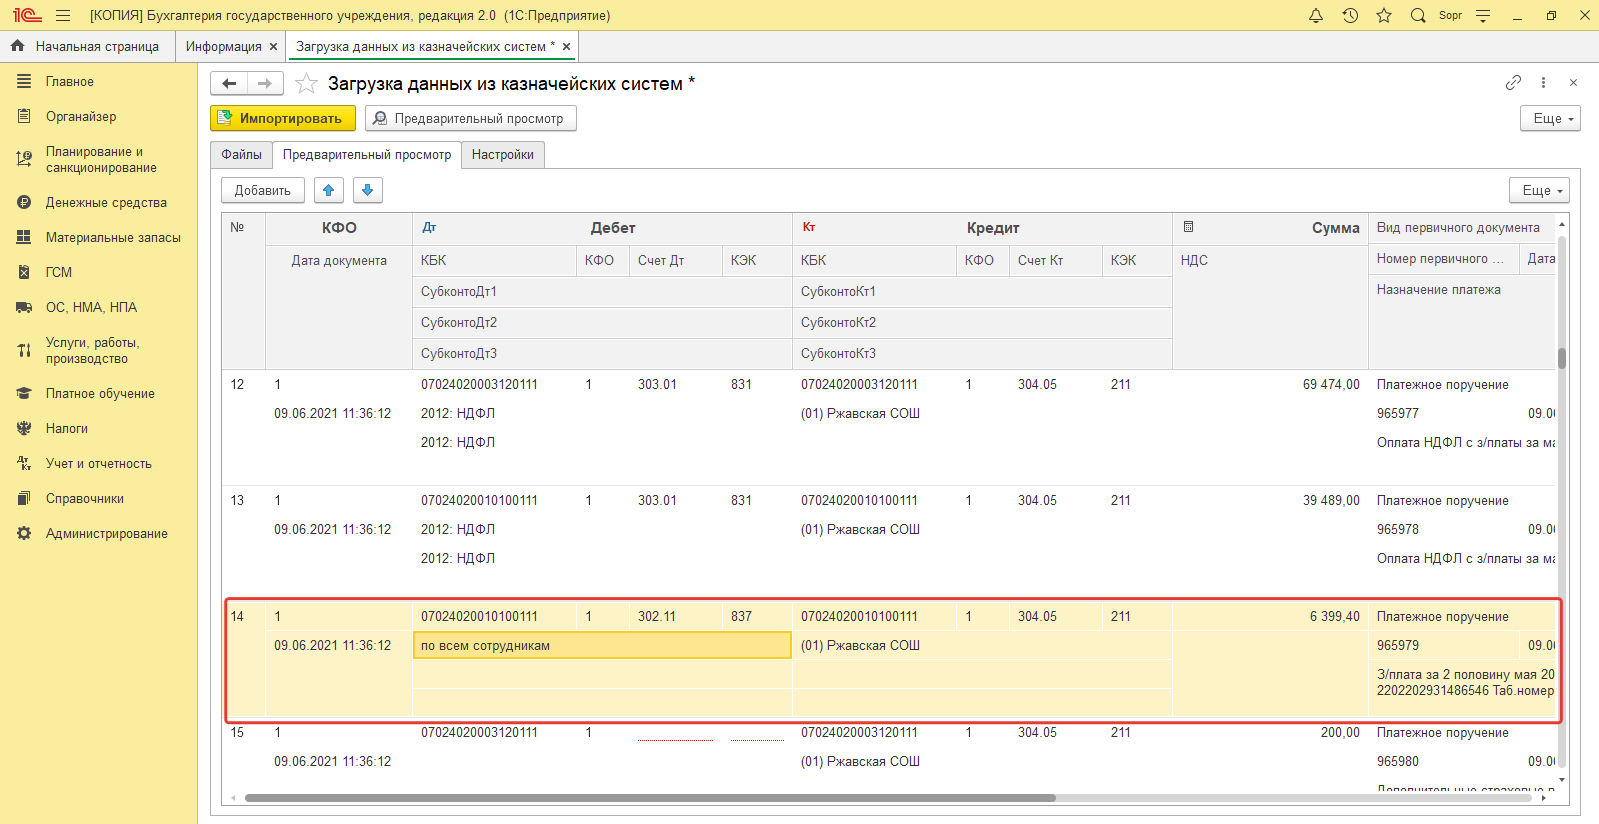 1С [КОПИЯ] Бухгалтерия государственного учреждения, редакция 2.0 (1С:Предприятие) Sopr
Начальная страница Информация × Загрузка данных из казначейских систем * ×
Главное
Органайзер
Планирование и
санкционирование
Денежные средства
Материальные запасы
ГСМ
ОС, НМА, НПА
Услуги, работы,
производство
Платное обучение
Налоги
Учет и отчетность
Справочники
Администрирование
Загрузка данных из казначейских систем *
Импортировать Предварительный просмотр Еще
Файлы Предварительный просмотр Настройки
Добавить Еще
№ КФО Дт Дебет Кт Кредит Сумма Вид первичного документа
Дата документа КБК КФО Счет Дт КЭК КБК КФО Счет Кт КЭК НДС Номер первичного ... Дата
СубконтоДт1 СубконтоКт1 Назначение платежа
СубконтоДт2 СубконтоКт2
СубконтоДт3 СубконтоКт3
12 1 07024020003120111 1 303.01 831 07024020003120111 1 304.05 211 69 474,00 Платежное поручение
09.06.2021 11:36:12 2012: НДФЛ (01) Ржавская СОШ 965977 09.0
2012: НДФЛ Оплата НДФЛ с з/платы за ма
13 1 07024020010100111 1 303.01 831 07024020010100111 1 304.05 211 39 489,00 Платежное поручение
09.06.2021 11:36:12 2012: НДФЛ (01) Ржавская СОШ 965978 09.0
2012: НДФЛ Оплата НДФЛ с з/платы за ма
14 1 07024020010100111 1 302.11 837 07024020010100111 1 304.05 211 6 399,40 Платежное поручение
09.06.2021 11:36:12 по всем сотрудникам (01) Ржавская СОШ 965979 09.0
З/плата за 2 половину мая 20
2202202931486546 Таб.номер
15 1 07024020003120111 1 07024020003120111 1 304.05 211 200,00 Платежное поручение
09.06.2021 11:36:12 (01) Ржавская СОШ 965980 09.0
Дополнительные страховые в